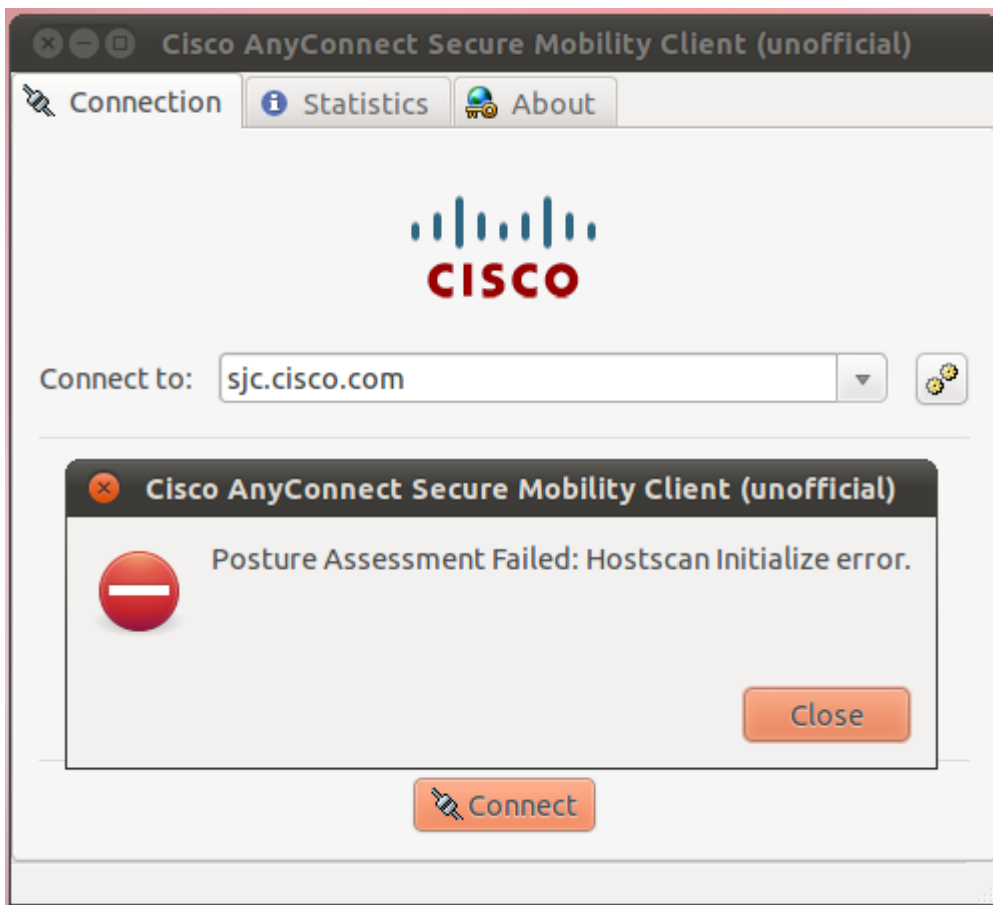 Cisco AnyConnect Secure Mobility Client (unofficial)
Connection Statistics About
CISCO
Connect to: sjc.cisco.com
Cisco AnyConnect Secure Mobility Client (unofficial)
Posture Assessment Failed: Hostscan Initialize error.
Close
Connect